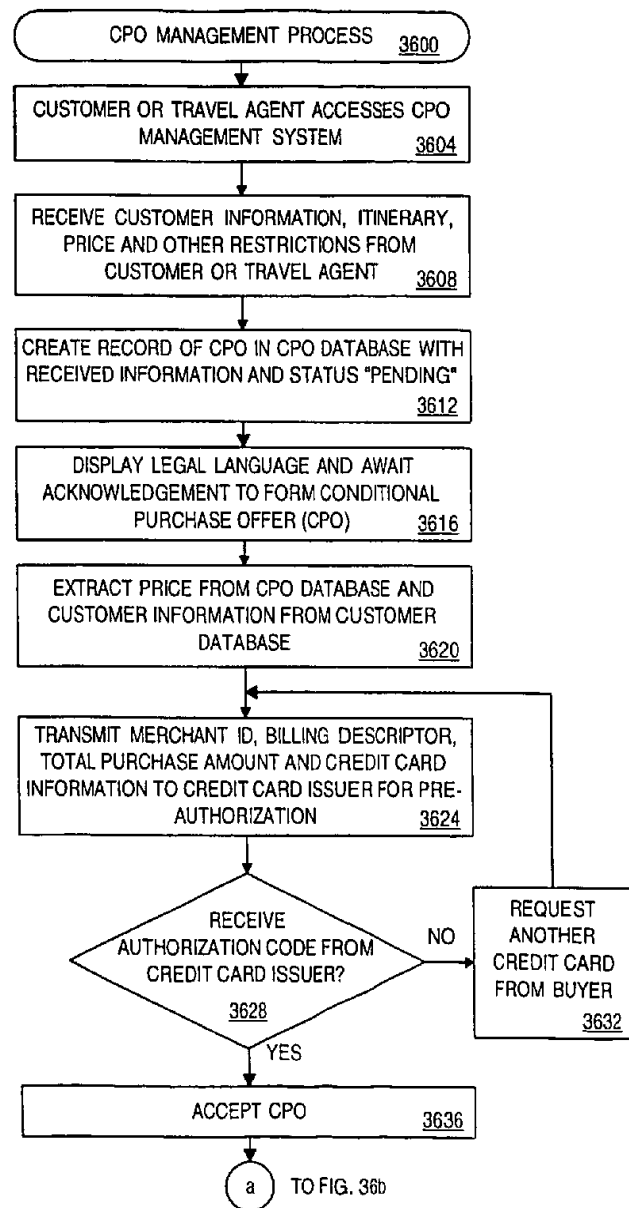 CPO MANAGEMENT PROCESS 3600
CUSTOMER OR TRAVEL AGENT ACCESSES CPO
MANAGEMENT SYSTEM
3604
RECEIVE CUSTOMER INFORMATION, ITINERARY,
PRICE AND OTHER RESTRICTIONS FROM
CUSTOMER OR TRAVEL AGENT
3608
CREATE RECORD OF CPO IN CPO DATABASE WITH
RECEIVED INFORMATION AND STATUS "PENDING"
3612
DISPLAY LEGAL LANGUAGE AND AWAIT
ACKNOWLEDGEMENT TO FORM CONDITIONAL
PURCHASE OFFER (CPO)
3616
EXTRACT PRICE FROM CPO DATABASE AND
CUSTOMER INFORMATION FROM CUSTOMER
DATABASE
3620
TRANSMIT MERCHANT ID, BILLING DESCRIPTOR,
TOTAL PURCHASE AMOUNT AND CREDIT CARD
INFORMATION TO CREDIT CARD ISSUER FOR PRE-
AUTHORIZATION
3624
RECEIVE
AUTHORIZATION CODE FROM
CREDIT CARD ISSUER?
3628
NO
REQUEST
ANOTHER
CREDIT CARD
FROM BUYER
3632
YES
ACCEPT CPO
3636
a TO FIG. 36b